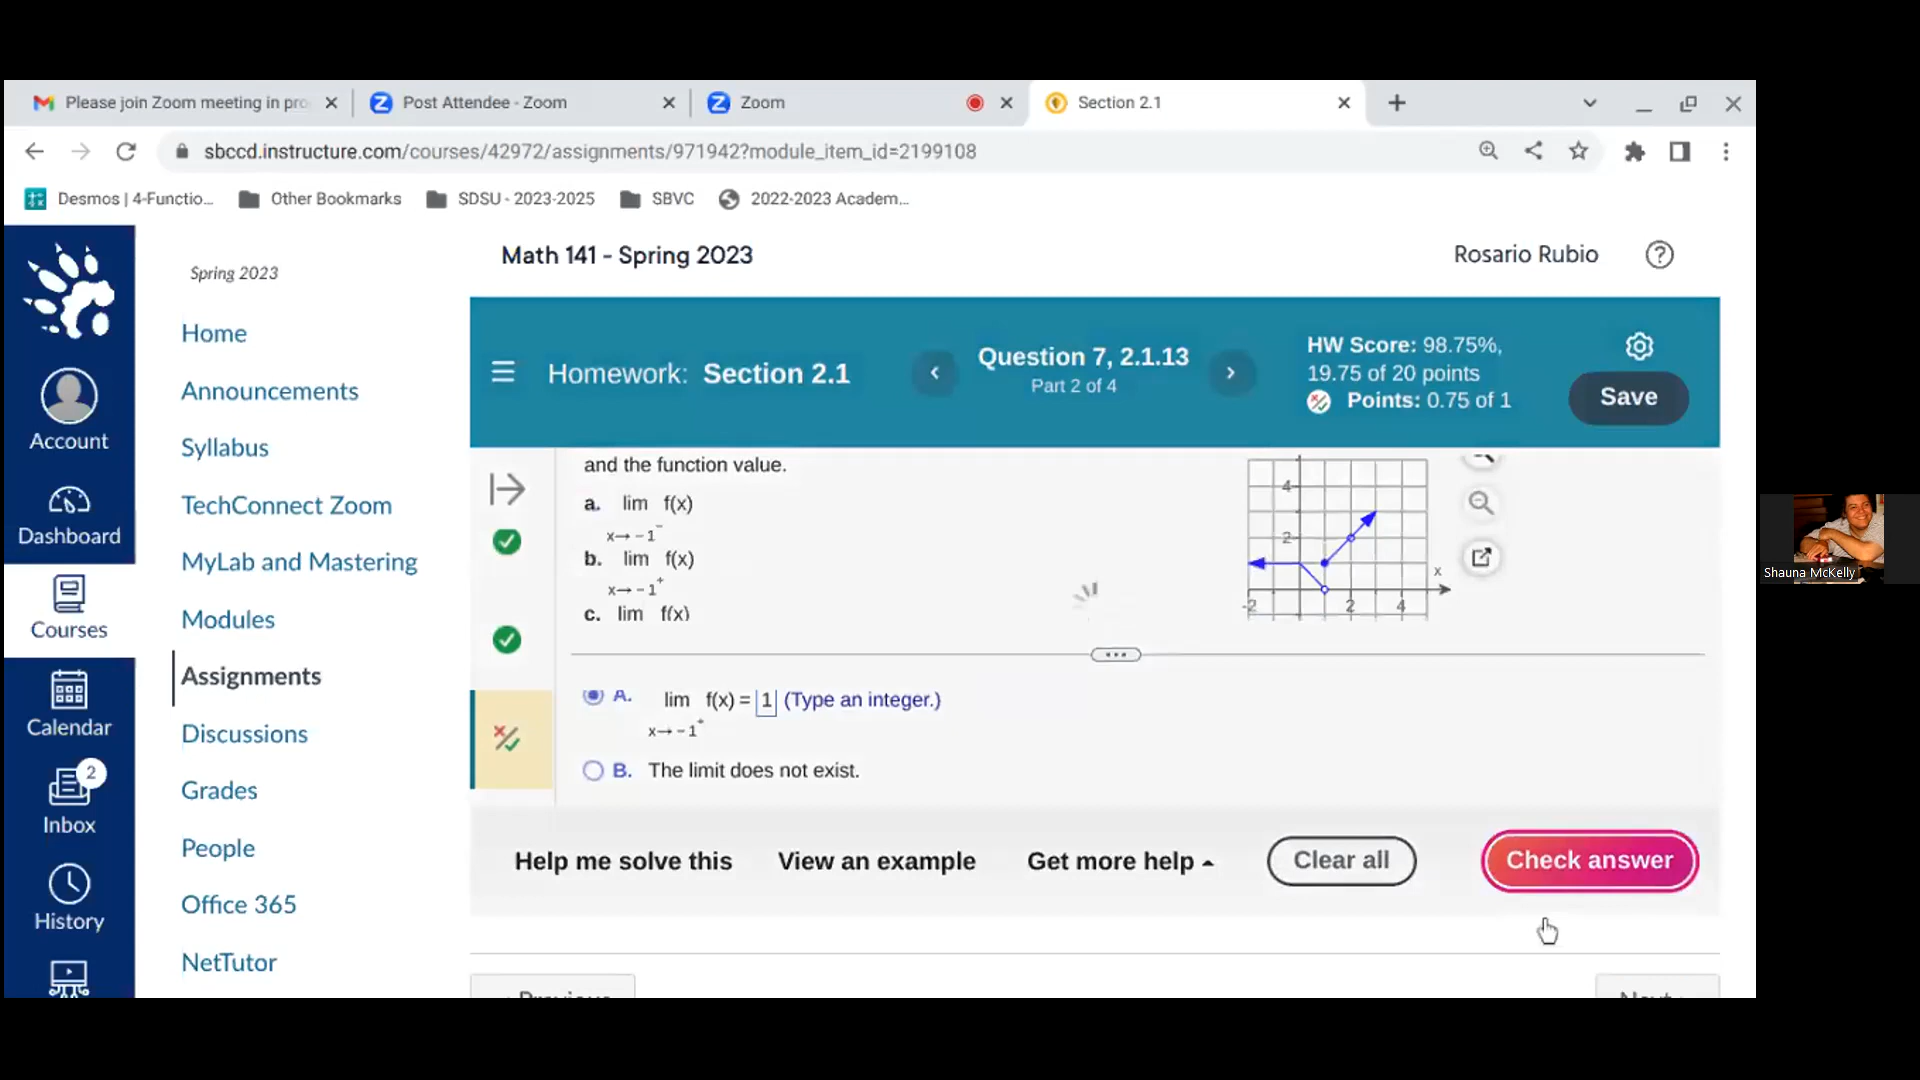 Please join Zoom meeting in pro
Post Attendee - Zoom
Zoom
Section 2.1
sbccd.instructure.com/courses/42972/assignments/971942?module_item_id=2199108
Desmos | 4-Functio...
Other Bookmarks
SDSU - 2023-2025
SBVC
2022-2023 Academ...
Account
Dashboard
Courses
Calendar
2
Inbox
History
Spring 2023
Home
Announcements
Syllabus
TechConnect Zoom
MyLab and Mastering
Modules
Assignments
Discussions
Grades
People
Office 365
NetTutor
Math 141 - Spring 2023
Rosario Rubio
?
Homework: Section 2.1
Question 7, 2.1.13
Part 2 of 4
HW Score: 98.75%,
19.75 of 20 points
Points: 0.75 of 1
Save
and the function value.
a. lim f(x)
x→ -1⁻
b. lim f(x)
x→ -1⁺
c. lim f(x)
4
2
x
-2 2 4
A. lim f(x) = 1 (Type an integer.)
x→ -1⁺
B. The limit does not exist.
Help me solve this
View an example
Get more help
Clear all
Check answer
Shauna McKelly